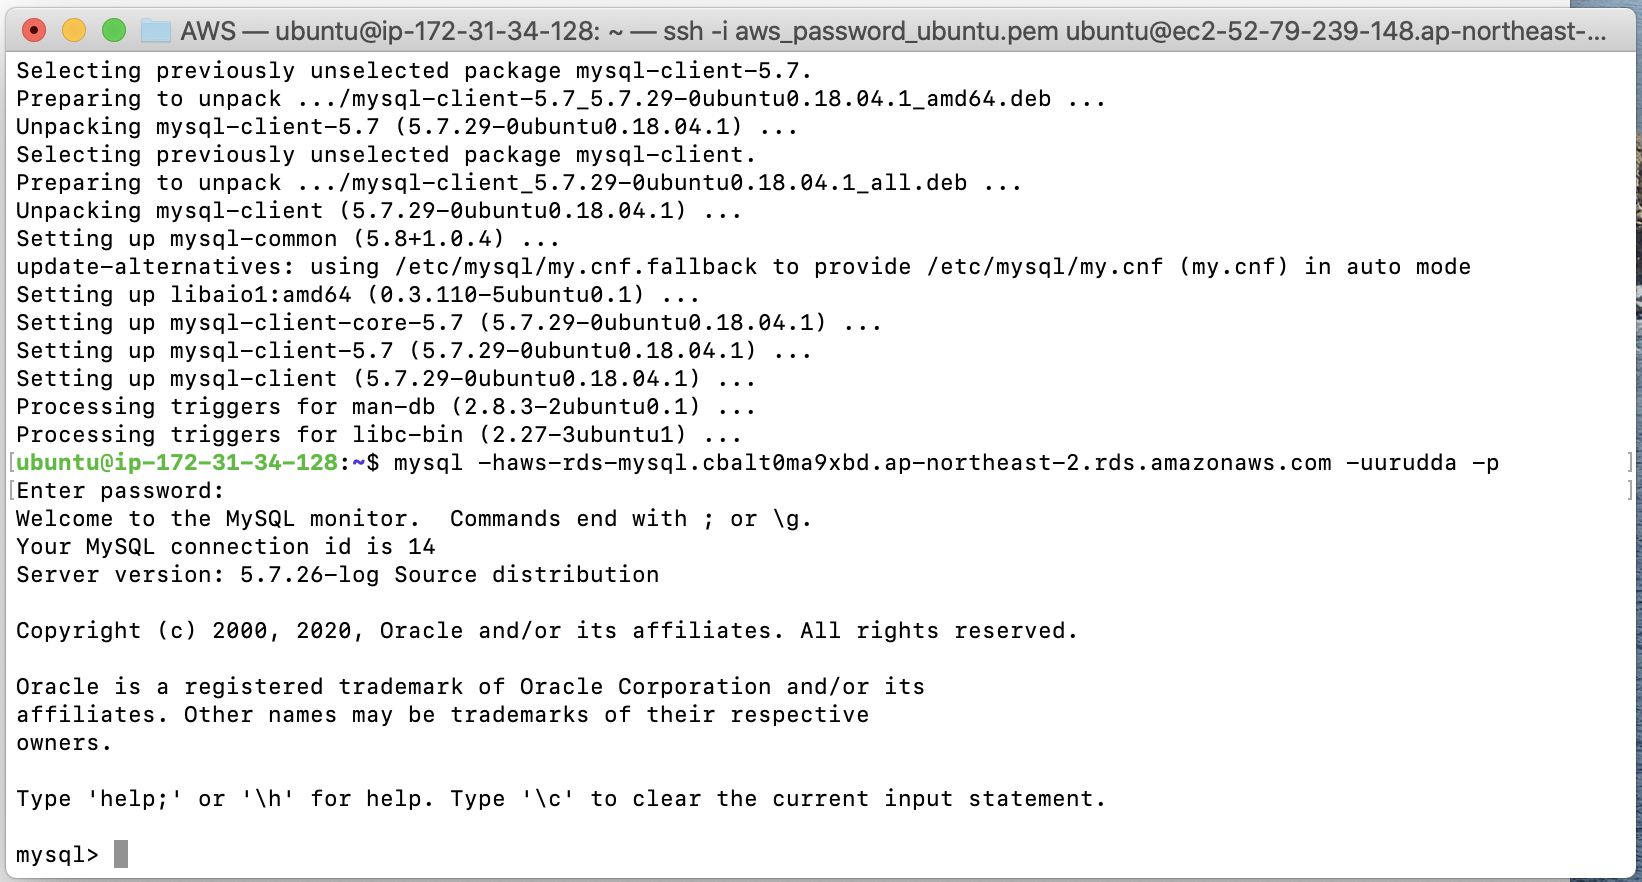 AWS — ubuntu@ip-172-31-34-128: ~ — ssh -i aws_password_ubuntu.pem ubuntu@ec2-52-79-239-148.ap-northeast-...
Selecting previously unselected package mysql-client-5.7.
Preparing to unpack .../mysql-client-5.7_5.7.29-0ubuntu0.18.04.1_amd64.deb ...
Unpacking mysql-client-5.7 (5.7.29-0ubuntu0.18.04.1) ...
Selecting previously unselected package mysql-client.
Preparing to unpack .../mysql-client_5.7.29-0ubuntu0.18.04.1_all.deb ...
Unpacking mysql-client (5.7.29-0ubuntu0.18.04.1) ...
Setting up mysql-common (5.8+1.0.4) ...
update-alternatives: using /etc/mysql/my.cnf.fallback to provide /etc/mysql/my.cnf (my.cnf) in auto mode
Setting up libaio1:amd64 (0.3.110-5ubuntu0.1) ...
Setting up mysql-client-core-5.7 (5.7.29-0ubuntu0.18.04.1) ...
Setting up mysql-client-5.7 (5.7.29-0ubuntu0.18.04.1) ...
Setting up mysql-client (5.7.29-0ubuntu0.18.04.1) ...
Processing triggers for man-db (2.8.3-2ubuntu0.1) ...
Processing triggers for libc-bin (2.27-3ubuntu1) ...
[ubuntu@ip-172-31-34-128:~$ mysql -haws-rds-mysql.cbalt0ma9xbd.ap-northeast-2.rds.amazonaws.com -uurudda -p ]
[Enter password: ]
Welcome to the MySQL monitor.  Commands end with ; or \g.
Your MySQL connection id is 14
Server version: 5.7.26-log Source distribution
Copyright (c) 2000, 2020, Oracle and/or its affiliates. All rights reserved.
Oracle is a registered trademark of Oracle Corporation and/or its
affiliates. Other names may be trademarks of their respective
owners.
Type 'help;' or '\h' for help. Type '\c' to clear the current input statement.
mysql>